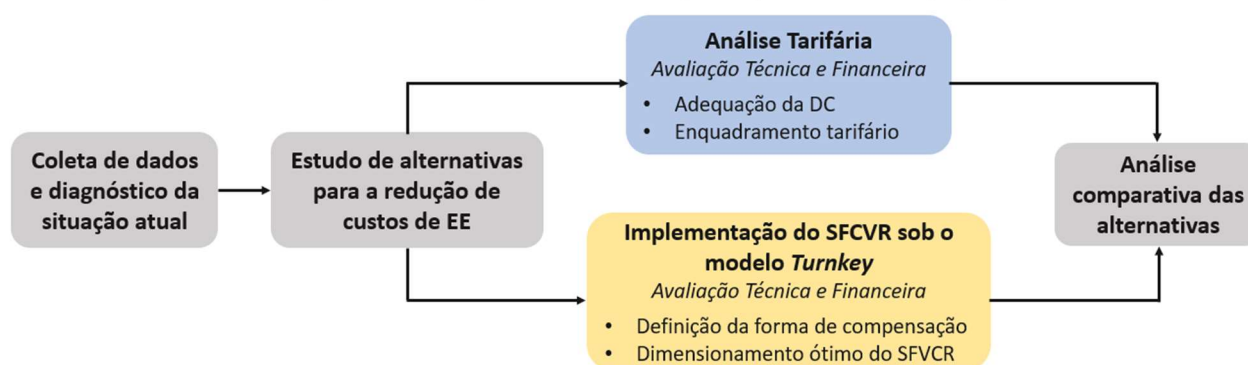 Coleta de dados
e diagnóstico da
situação atual
Estudo de alternativas
para a redução de
custos de EE
Análise Tarifária
Avaliação Técnica e Financeira
• Adequação da DC
• Enquadramento tarifário
Implementação do SFCVR sob o
modelo Turnkey
Avaliação Técnica e Financeira
• Definição da forma de compensação
• Dimensionamento ótimo do SFVCR
Análise
comparativa das
alternativas